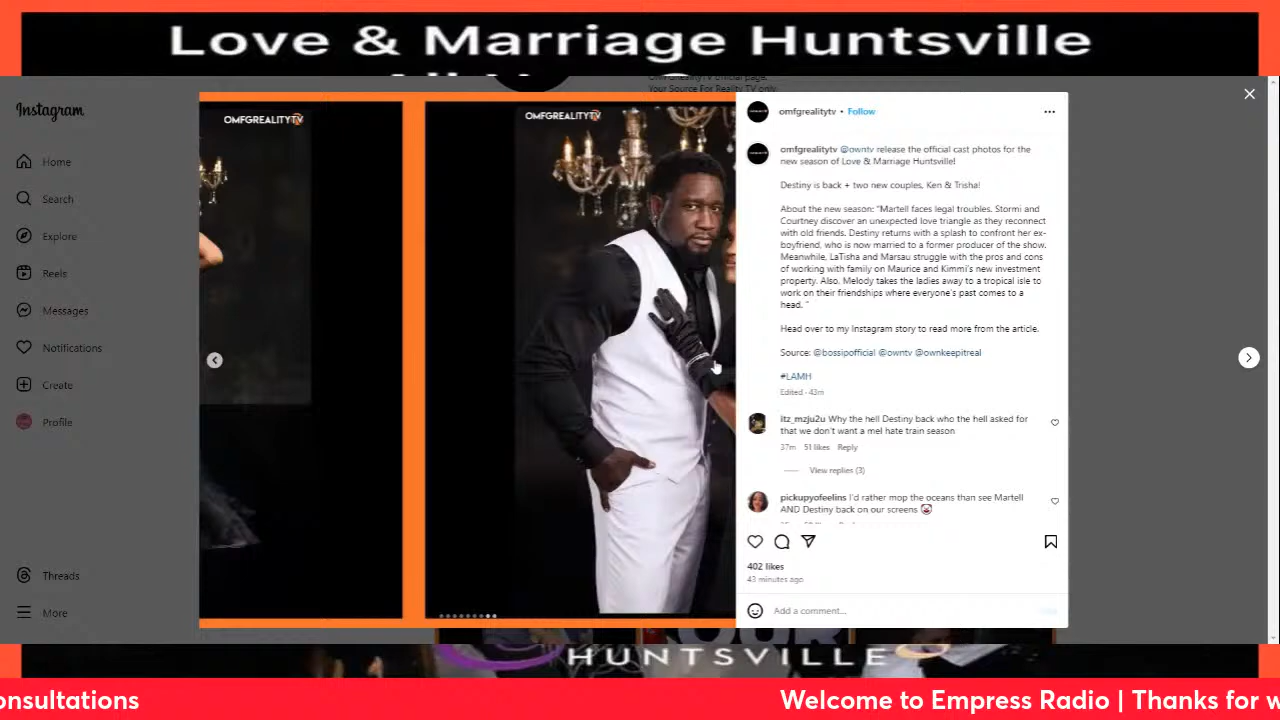 Love & Marriage Huntsville
Your Source For Reality TV only.
Instagram
Home
Search
Explore
Reels
Messages
Notifications
Create
Profile
Threads
More
OMFGREALITYTV
OMFGREALITYTV
omfgrealitytv • Follow
omfgrealitytv @owntv release the official cast photos for the
new season of Love & Marriage Huntsville!
Destiny is back + two new couples, Ken & Trisha!
About the new season: "Martell faces legal troubles. Stormi and
Courtney discover an unexpected love triangle as they reconnect
with old friends. Destiny returns with a splash to confront her ex-
boyfriend, who is now married to a former producer of the show.
Meanwhile, LaTisha and Marsau struggle with the pros and cons
of working with family on Maurice and Kimmi's new investment
property. Also, Melody takes the ladies away to a tropical isle to
work on their friendships where everyone's past comes to a
head. "
Head over to my Instagram story to read more from the article.
Source: @bossipofficial @owntv @ownkeepitreal
#LAMH
Edited · 43m
itz_mzju2u Why the hell Destiny back who the hell asked for
that we don't want a mel hate train season
37m 51 likes Reply
View replies (3)
pickupyofeelins I'd rather mop the oceans than see Martell
AND Destiny back on our screens
402 likes
43 minutes ago
Add a comment...
HUNTSVILLE
onsultations
Welcome to Empress Radio | Thanks for w